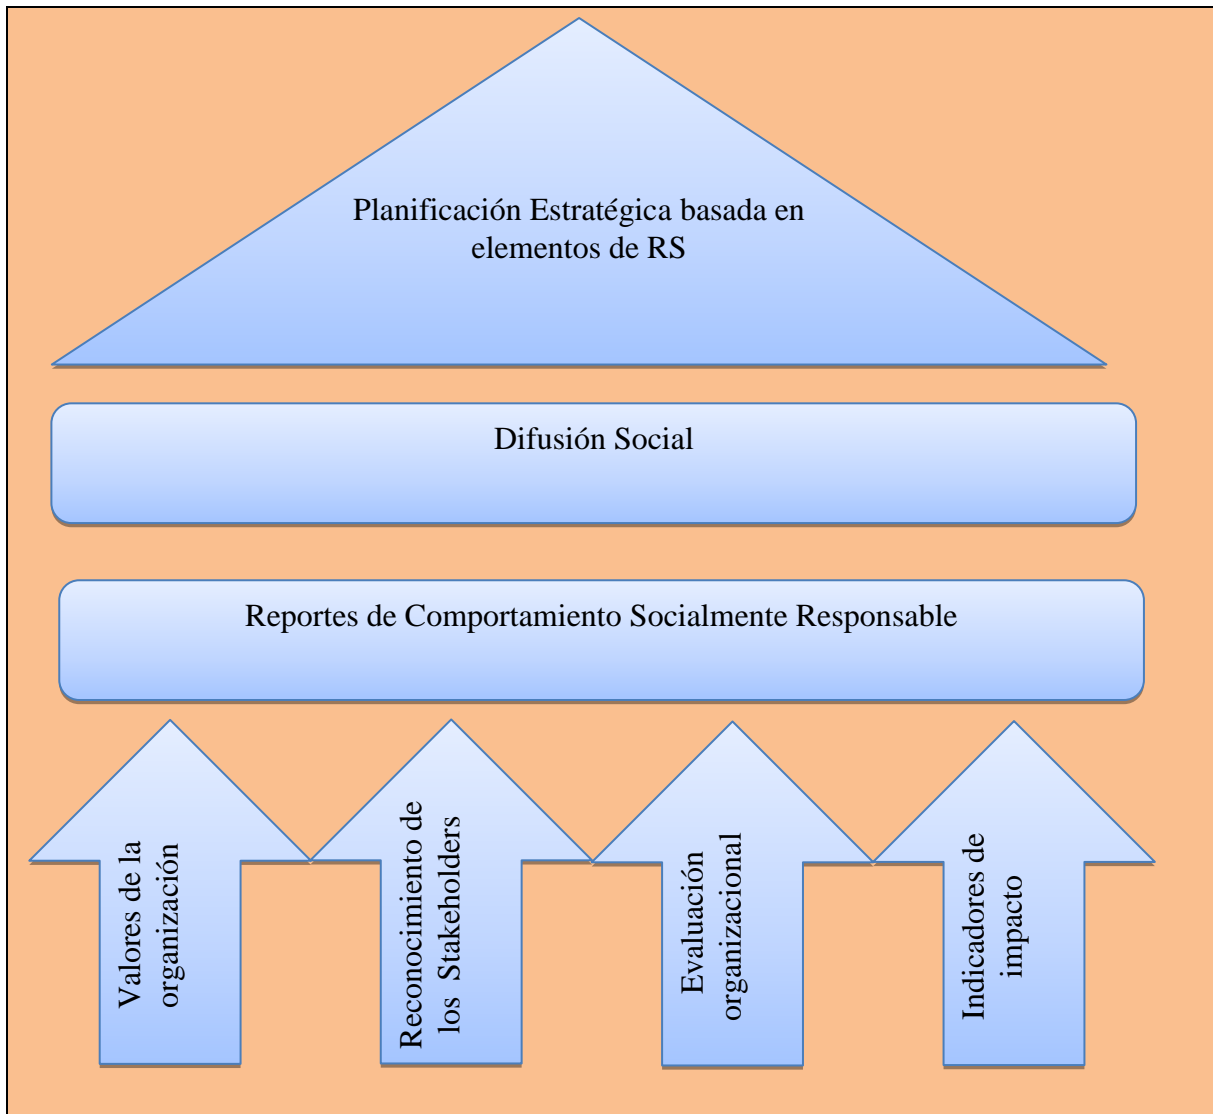 Planificación Estratégica basada en
elementos de RS
Difusión Social
Reportes de Comportamiento Socialmente Responsable
Valores de la
organización
Reconocimiento de
los Stakeholders
Evaluación
organizacional
Indicadores de
impacto